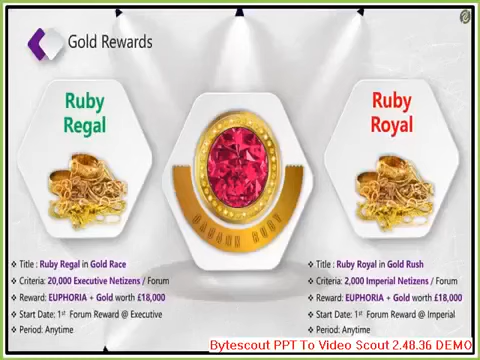 Gold Rewards
Ruby
Regal
Ruby
Royal
❖ Title : Ruby Regal in Gold Race
❖ Criteria: 20,000 Executive Netizens / Forum
❖ Reward: EUPHORIA + Gold worth £18,000
❖ Start Date: 1st Forum Reward @ Executive
❖ Period: Anytime
❖ Title: Ruby Royal in Gold Rush
❖ Criteria: 2,000 Imperial Netizens / Forum
❖ Reward: EUPHORIA + Gold worth £18,000
❖ Start Date: 1st Forum Reward @ Imperial
❖ Period: Anytime
Bytescout PPT To Video Scout 2.48.36 DEMO